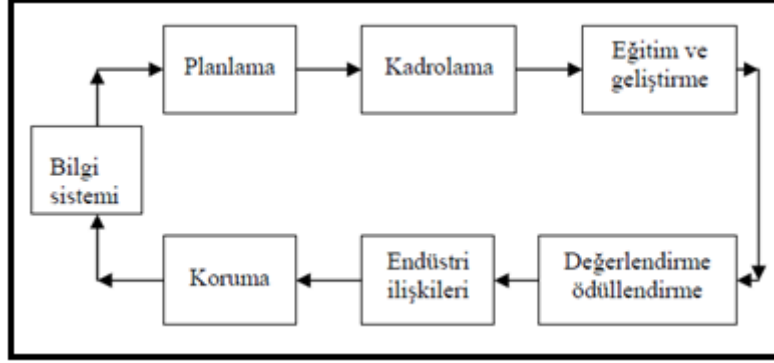 Planlama
Kadrolama
Eğitim ve
geliştirme
Bilgi
sistemi
Koruma
Endüstri
ilişkileri
Değerlendirme
ödüllendirme